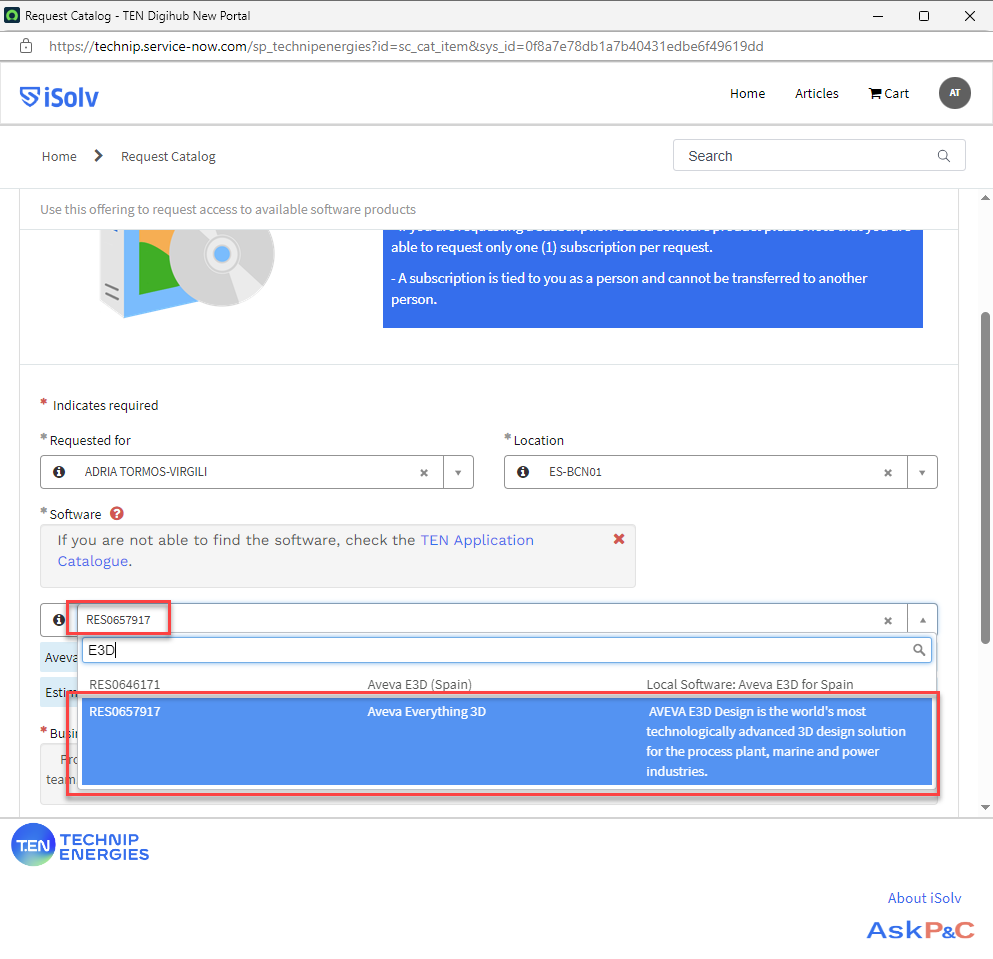 Request Catalog - TEN Digihub New Portal
https://technip.service-now.com/sp_technipenergies?id=sc_cat_item&sys_id=0f8a7e78db1a7b40431edbe6f49619dd
iSolv
Home Articles Cart AT
Home Request Catalog
Search
Use this offering to request access to available software products
able to request only one (1) subscription per request.
- A subscription is tied to you as a person and cannot be transferred to another
person.
* Indicates required
* Requested for
* Location
ADRIA TORMOS-VIRGILI
ES-BCN01
* Software
If you are not able to find the software, check the TEN Application
Catalogue.
RES0657917
E3D
Aveva
RES0646171 Aveva E3D (Spain) Local Software: Aveva E3D for Spain
Estim
RES0657917 Aveva Everything 3D AVEVA E3D Design is the world's most
technologically advanced 3D design solution
for the process plant, marine and power
industries.
* Busin
Pro
team
T.EN TECHNIP
ENERGIES
About iSolv
AskP&C